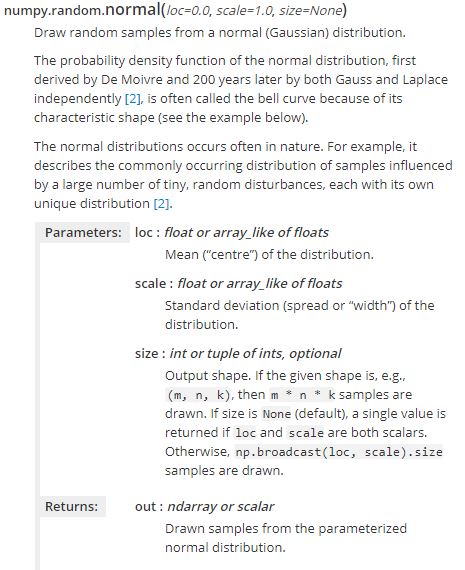 numpy.random.normal(loc=0.0, scale=1.0, size=None)
Draw random samples from a normal (Gaussian) distribution.
The probability density function of the normal distribution, first
derived by De Moivre and 200 years later by both Gauss and Laplace
independently [2], is often called the bell curve because of its
characteristic shape (see the example below).
The normal distributions occurs often in nature. For example, it
describes the commonly occurring distribution of samples influenced
by a large number of tiny, random disturbances, each with its own
unique distribution [2].
Parameters: loc : float or array_like of floats
Mean (“centre”) of the distribution.
scale : float or array_like of floats
Standard deviation (spread or “width”) of the
distribution.
size : int or tuple of ints, optional
Output shape. If the given shape is, e.g.,
(m, n, k), then m * n * k samples are
drawn. If size is None (default), a single value is
returned if loc and scale are both scalars.
Otherwise, np.broadcast(loc, scale).size
samples are drawn.
Returns: out : ndarray or scalar
Drawn samples from the parameterized
normal distribution.